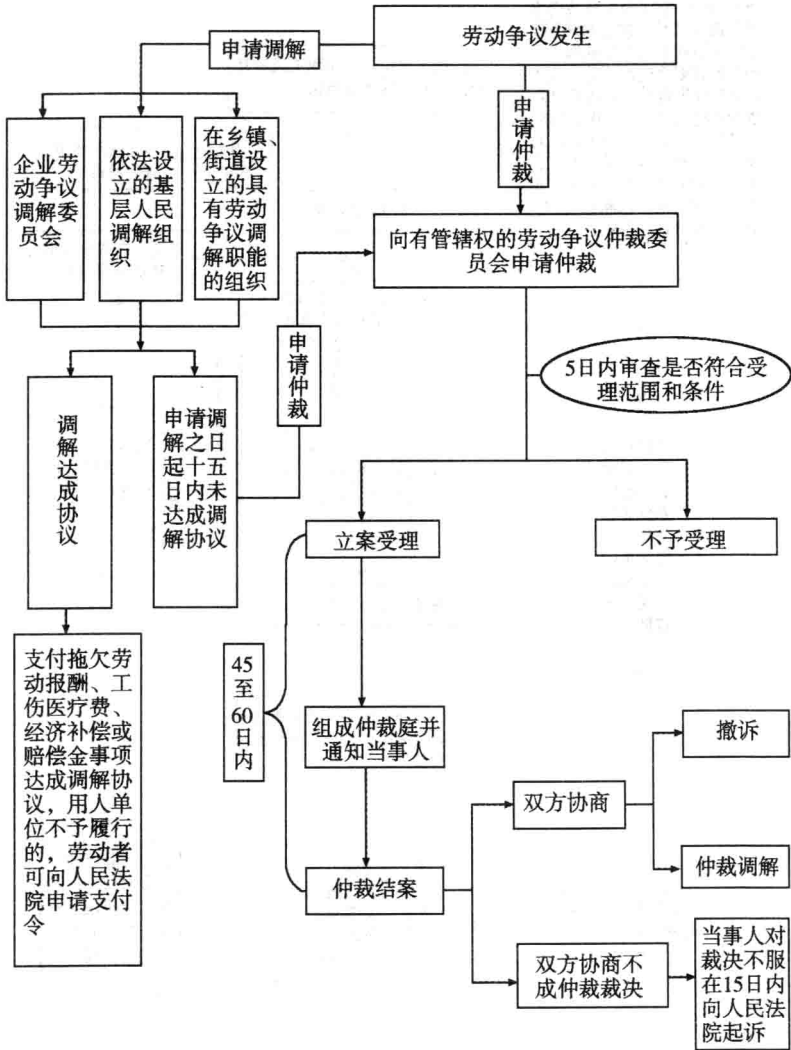 劳动争议发生
申请调解
申请仲裁
企业劳
动争议
调解委
员会
依法设
立的基
层人民
调解组
织
在乡镇、
街道设
立的具
有劳动
争议调
解职能
的组织
向有管辖权的劳动争议仲裁委
员会申请仲裁
申请仲裁
5日内审查是否符合受
理范围和条件
调解达成协议
申请调
解之日
起十五
日内未
达成调
解协议
立案受理
不予受理
支付拖欠劳
动报酬、工
伤医疗费、
经济补偿或
赔偿金事项
达成调解协
议，用人单
位不予履行
的，劳动者
可向人民法
院申请支付
令
45
至
60
日
内
组成仲裁庭并
通知当事人
仲裁结案
双方协商
撤诉
仲裁调解
双方协商不
成仲裁裁决
当事人对
裁决不服
在15日内
向人民法
院起诉